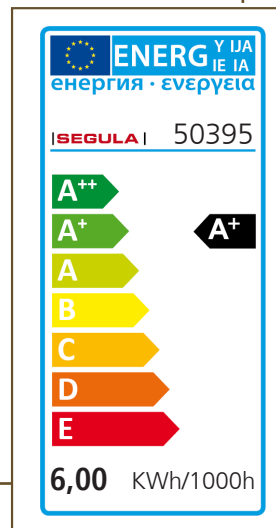 ENERG Y IJA
IE IA
енергия · ενεργεια
SEGULA 50395
A++
A+ A+
A
B
C
D
E
6,00 KWh/1000h